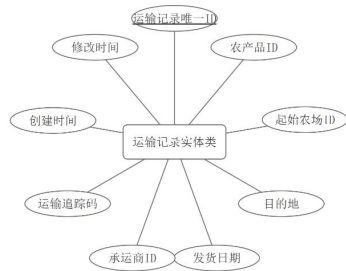 运输记录唯一ID
修改时间
农产品ID
创建时间
起始农场ID
运输记录实体类
运输追踪码
目的地
承运商ID
发货日期